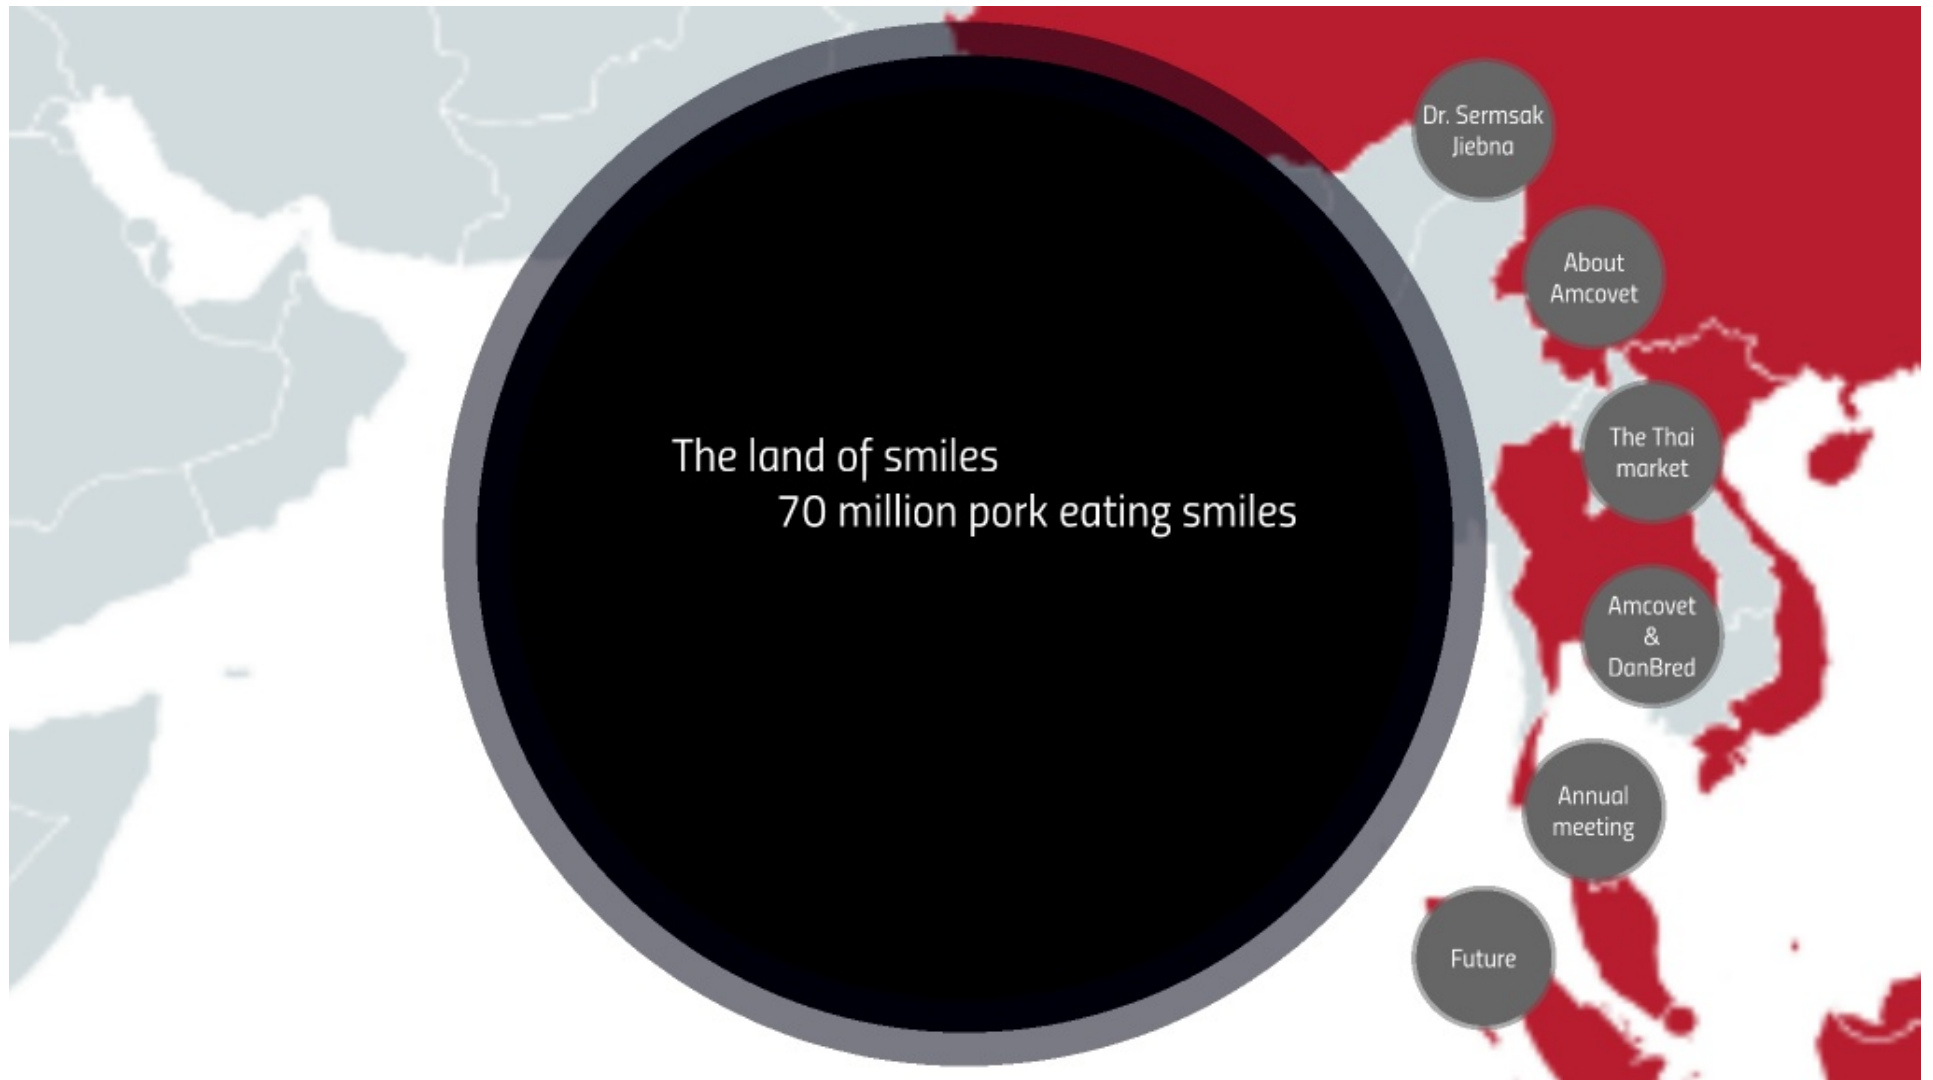 The land of smiles
70 million pork eating smiles
Dr. Sermsak
Jiebna
About
Amcovet
The Thai
market
Amcovet
&
DanBred
Annual
meeting
Future